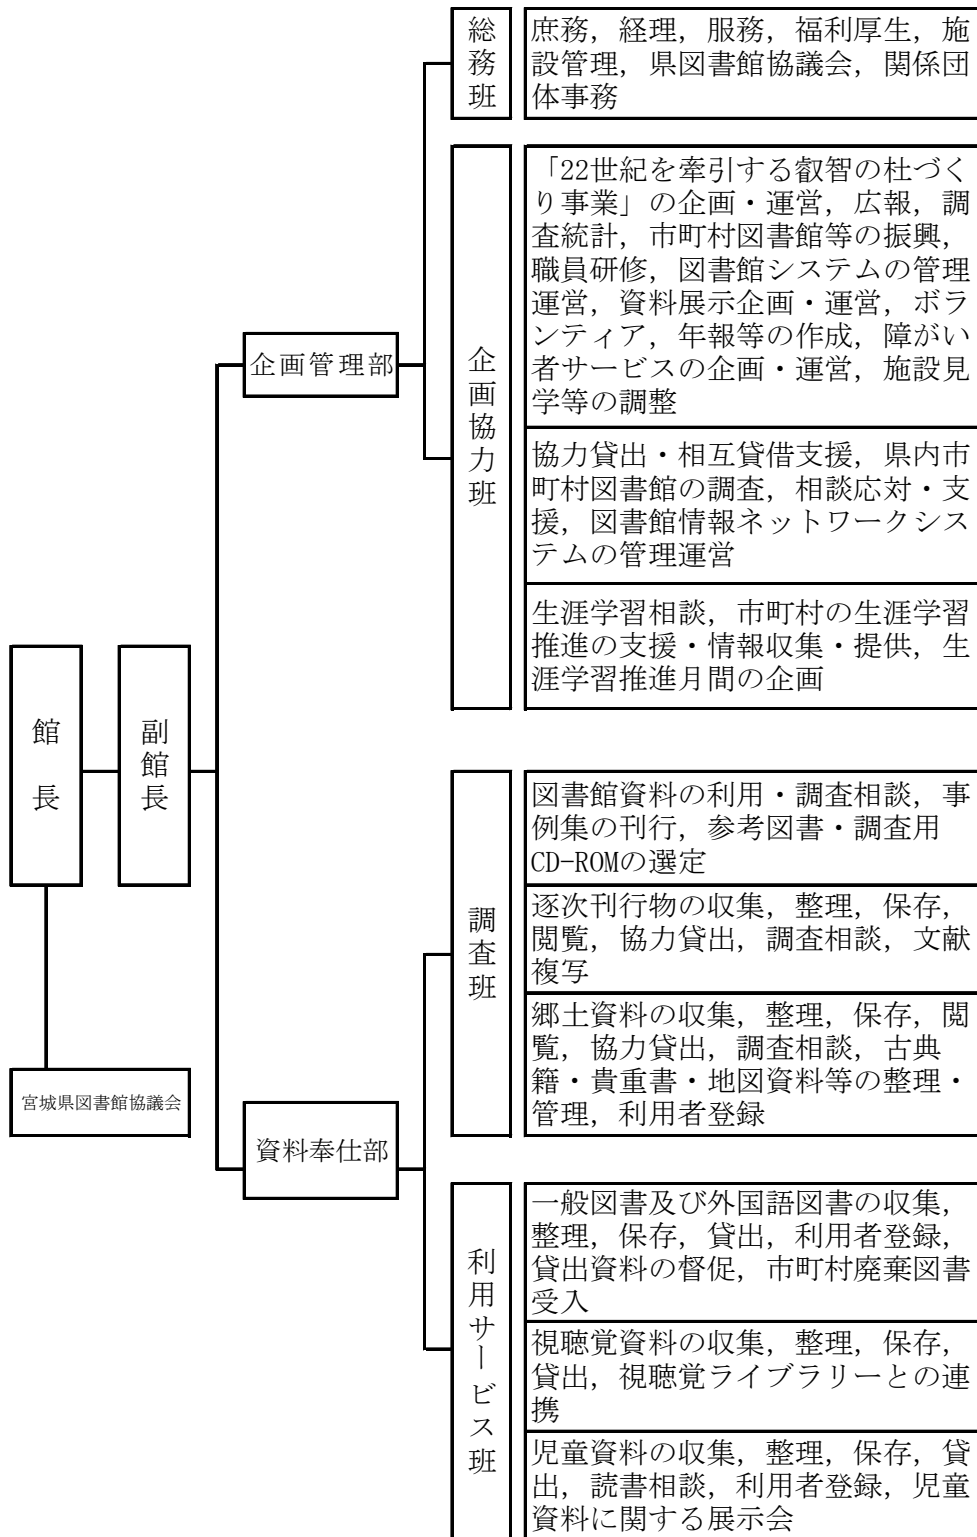 総務班
庶務，経理，服務，福利厚生，施
設管理，県図書館協議会，関係団
体事務
企画管理部
企画協力班
「22世紀を牽引する叡智の杜づく
り事業」の企画・運営，広報，調
査統計，市町村図書館等の振興，
職員研修，図書館システムの管理
運営，資料展示企画・運営，ボラ
ンティア，年報等の作成，障がい
者サービスの企画・運営，施設見
学等の調整
協力貸出・相互貸借支援，県内市
町村図書館の調査，相談応対・支
援，図書館情報ネットワークシス
テムの管理運営
生涯学習相談，市町村の生涯学習
推進の支援・情報収集・提供，生
涯学習推進月間の企画
館長
副館長
宮城県図書館協議会
資料奉仕部
調査班
図書館資料の利用・調査相談，事
例集の刊行，参考図書・調査用
CD-ROMの選定
逐次刊行物の収集，整理，保存，
閲覧，協力貸出，調査相談，文献
複写
郷土資料の収集，整理，保存，閲
覧，協力貸出，調査相談，古典
籍・貴重書・地図資料等の整理・
管理，利用者登録
利用サービス班
一般図書及び外国語図書の収集，
整理，保存，貸出，利用者登録，
貸出資料の督促，市町村廃棄図書
受入
視聴覚資料の収集，整理，保存，
貸出，視聴覚ライブラリーとの連
携
児童資料の収集，整理，保存，貸
出，読書相談，利用者登録，児童
資料に関する展示会